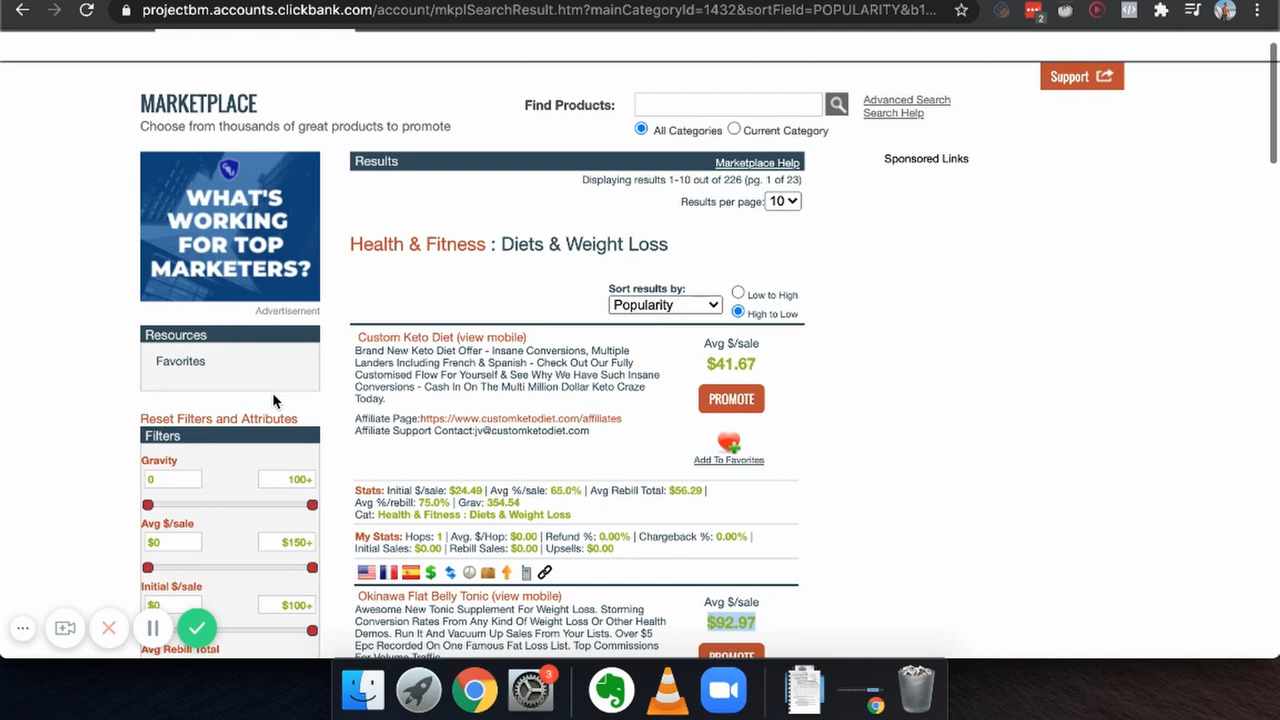 projectbm.accounts.clickbank.com/account/mkplSearchResult.htm?mainCategoryId=1432&sortField=POPULARITY&b1...
2
Support
MARKETPLACE
Choose from thousands of great products to promote
Find Products:
Advanced Search
Search Help
All Categories
Current Category
WHAT'S
WORKING
FOR TOP
MARKETERS?
Advertisement
Results
Marketplace Help
Displaying results 1-10 out of 226 (pg. 1 of 23)
Results per page: 10
Sponsored Links
Health & Fitness : Diets & Weight Loss
Sort results by:
Popularity
Low to High
High to Low
Resources
Favorites
Reset Filters and Attributes
Filters
Gravity
0 100+
Avg $/sale
$0 $150+
Initial $/sale
$0 $100+
Avg Rebill Total
Custom Keto Diet (view mobile)
Brand New Keto Diet Offer - Insane Conversions, Multiple
Landers Including French & Spanish - Check Out Our Fully
Customised Flow For Yourself & See Why We Have Such Insane
Conversions - Cash In On The Multi Million Dollar Keto Craze
Today.
Affiliate Page:https://www.customketodiet.com/affiliates
Affiliate Support Contact:jv@customketodiet.com
Avg $/sale
$41.67
PROMOTE
Add To Favorites
Stats: Initial $/sale: $24.49 | Avg %/sale: 65.0% | Avg Rebill Total: $56.29 |
Avg %/rebill: 75.0% | Grav: 354.54
Cat: Health & Fitness : Diets & Weight Loss
My Stats: Hops: 1 | Avg. $/Hop: $0.00 | Refund %: 0.00% | Chargeback %: 0.00% |
Initial Sales: $0.00 | Rebill Sales: $0.00 | Upsells: $0.00
Okinawa Flat Belly Tonic (view mobile)
Awesome New Tonic Supplement For Weight Loss. Storming
Conversion Rates From Any Kind Of Weight Loss Or Other Health
Demos. Run It And Vacuum Up Sales From Your Lists. Over $5
Epc Recorded On One Famous Fat Loss List. Top Commissions
For Volume Traffic.
Avg $/sale
$92.97
PROMOTE
3